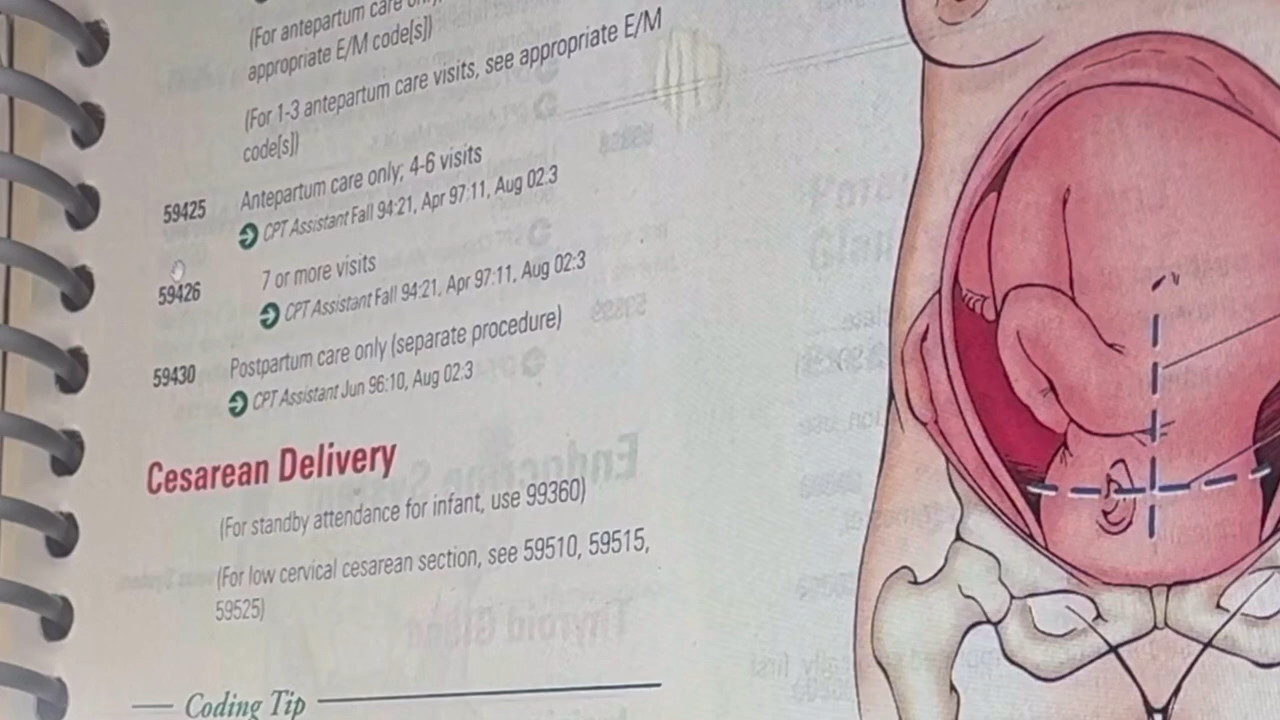 (For antepartum care only,
appropriate E/M code[s])
(For 1-3 antepartum care visits, see appropriate E/M
code[s])
59425 Antepartum care only; 4-6 visits
CPT Assistant Fall 94:21, Apr 97:11, Aug 02:3
59426 7 or more visits
CPT Assistant Fall 94:21, Apr 97:11, Aug 02:3
59430 Postpartum care only (separate procedure)
CPT Assistant Jun 96:10, Aug 02:3
Cesarean Delivery
(For standby attendance for infant, use 99360)
(For low cervical cesarean section, see 59510, 59515,
59525)
Coding Tip